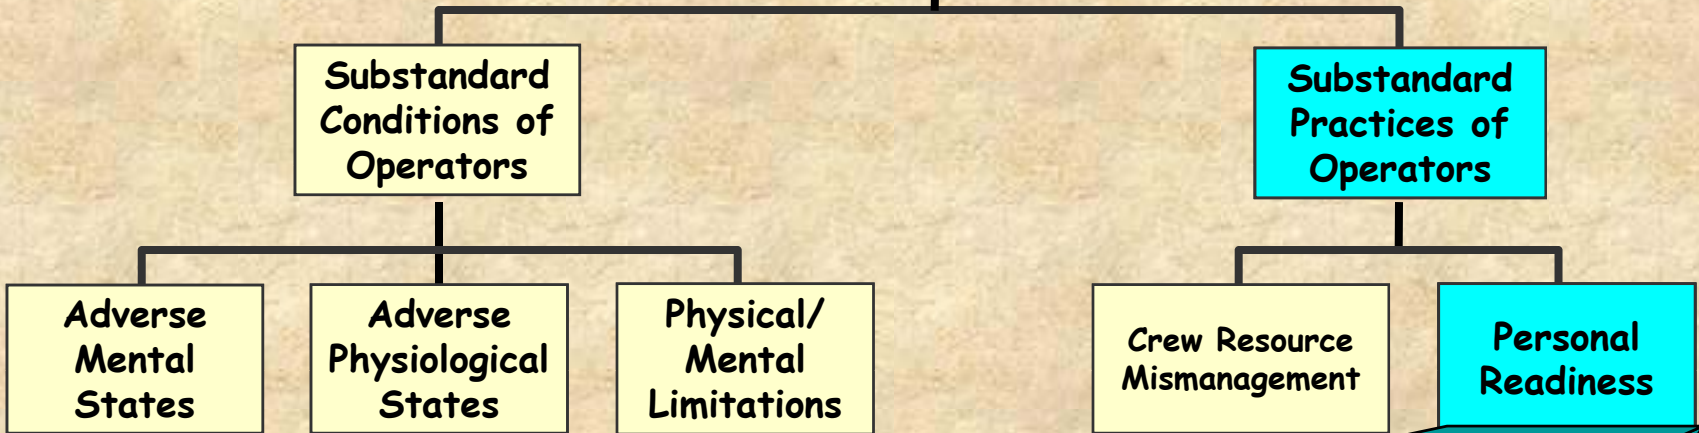 Substandard
Conditions of
Operators
Substandard
Practices of
Operators
Adverse
Mental
States
Adverse
Physiological
States
Physical/
Mental
Limitations
Crew Resource
Mismanagement
Personal
Readiness